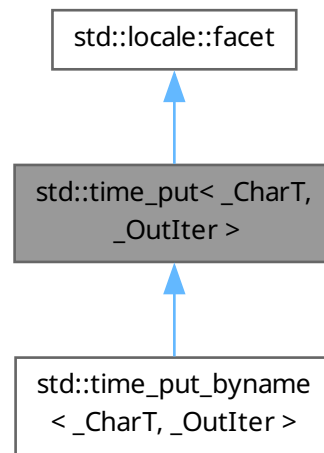 std::locale::facet
std::time_put< _CharT,
_OutIter >
std::time_put_byname
< _CharT, _OutIter >